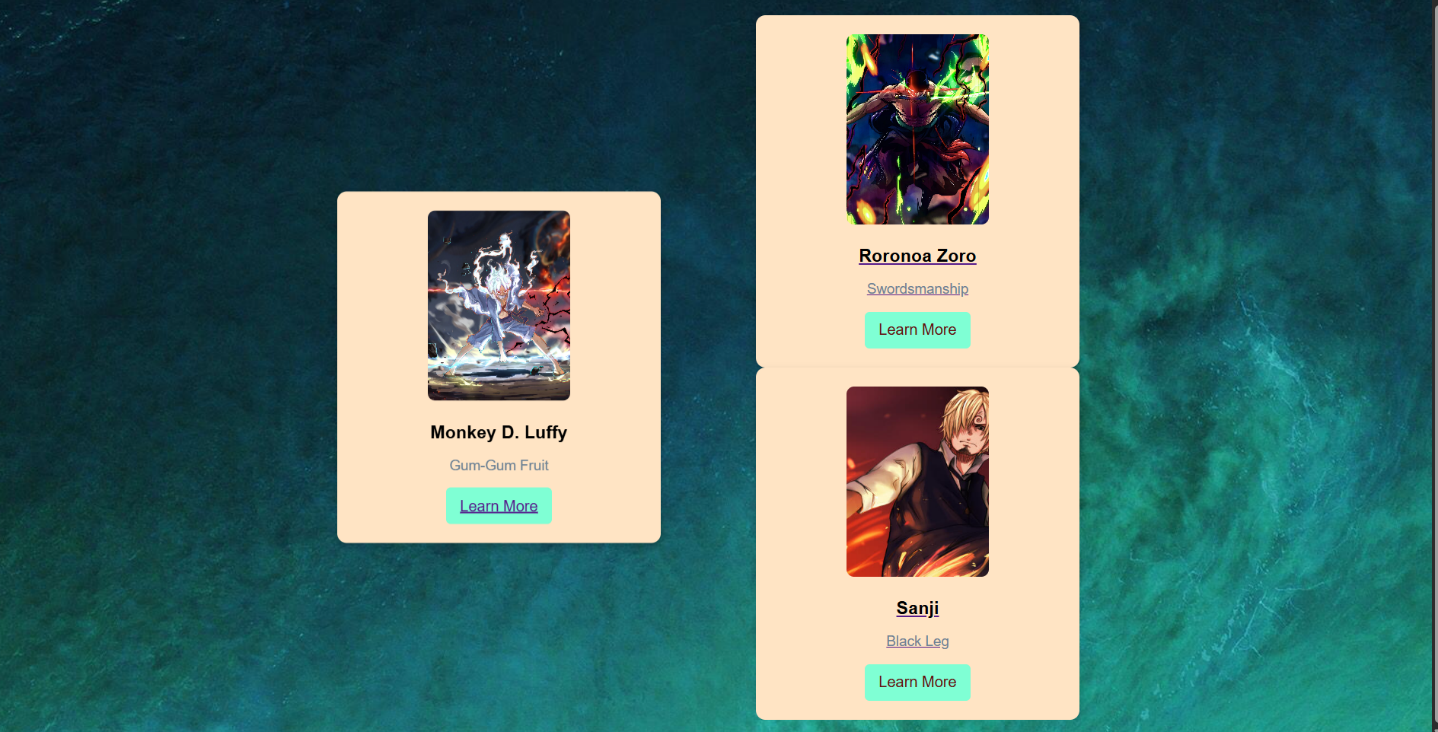 Monkey D. Luffy
Gum-Gum Fruit
Learn More
Roronoa Zoro
Swordsmanship
Learn More
Sanji
Black Leg
Learn More